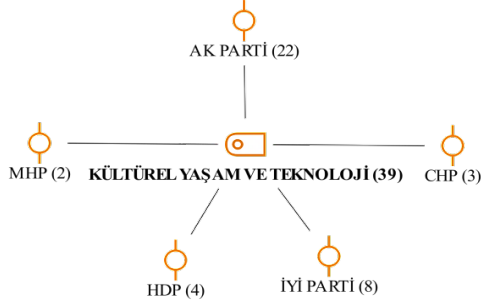 AK PARTİ (22)
MHP (2)
KÜLTÜREL YAŞAM VE TEKNOLOJİ (39)
CHP (3)
HDP (4)
İYİ PARTİ (8)